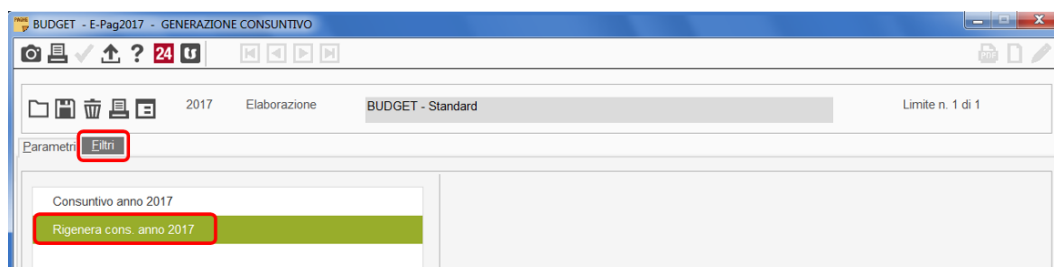 BUDGET - E-Pag2017 - GENERAZIONE CONSUNTIVO
? 24
2017 Elaborazione BUDGET - Standard Limite n. 1 di 1
Parametri Filtri
Consuntivo anno 2017
Rigenera cons. anno 2017